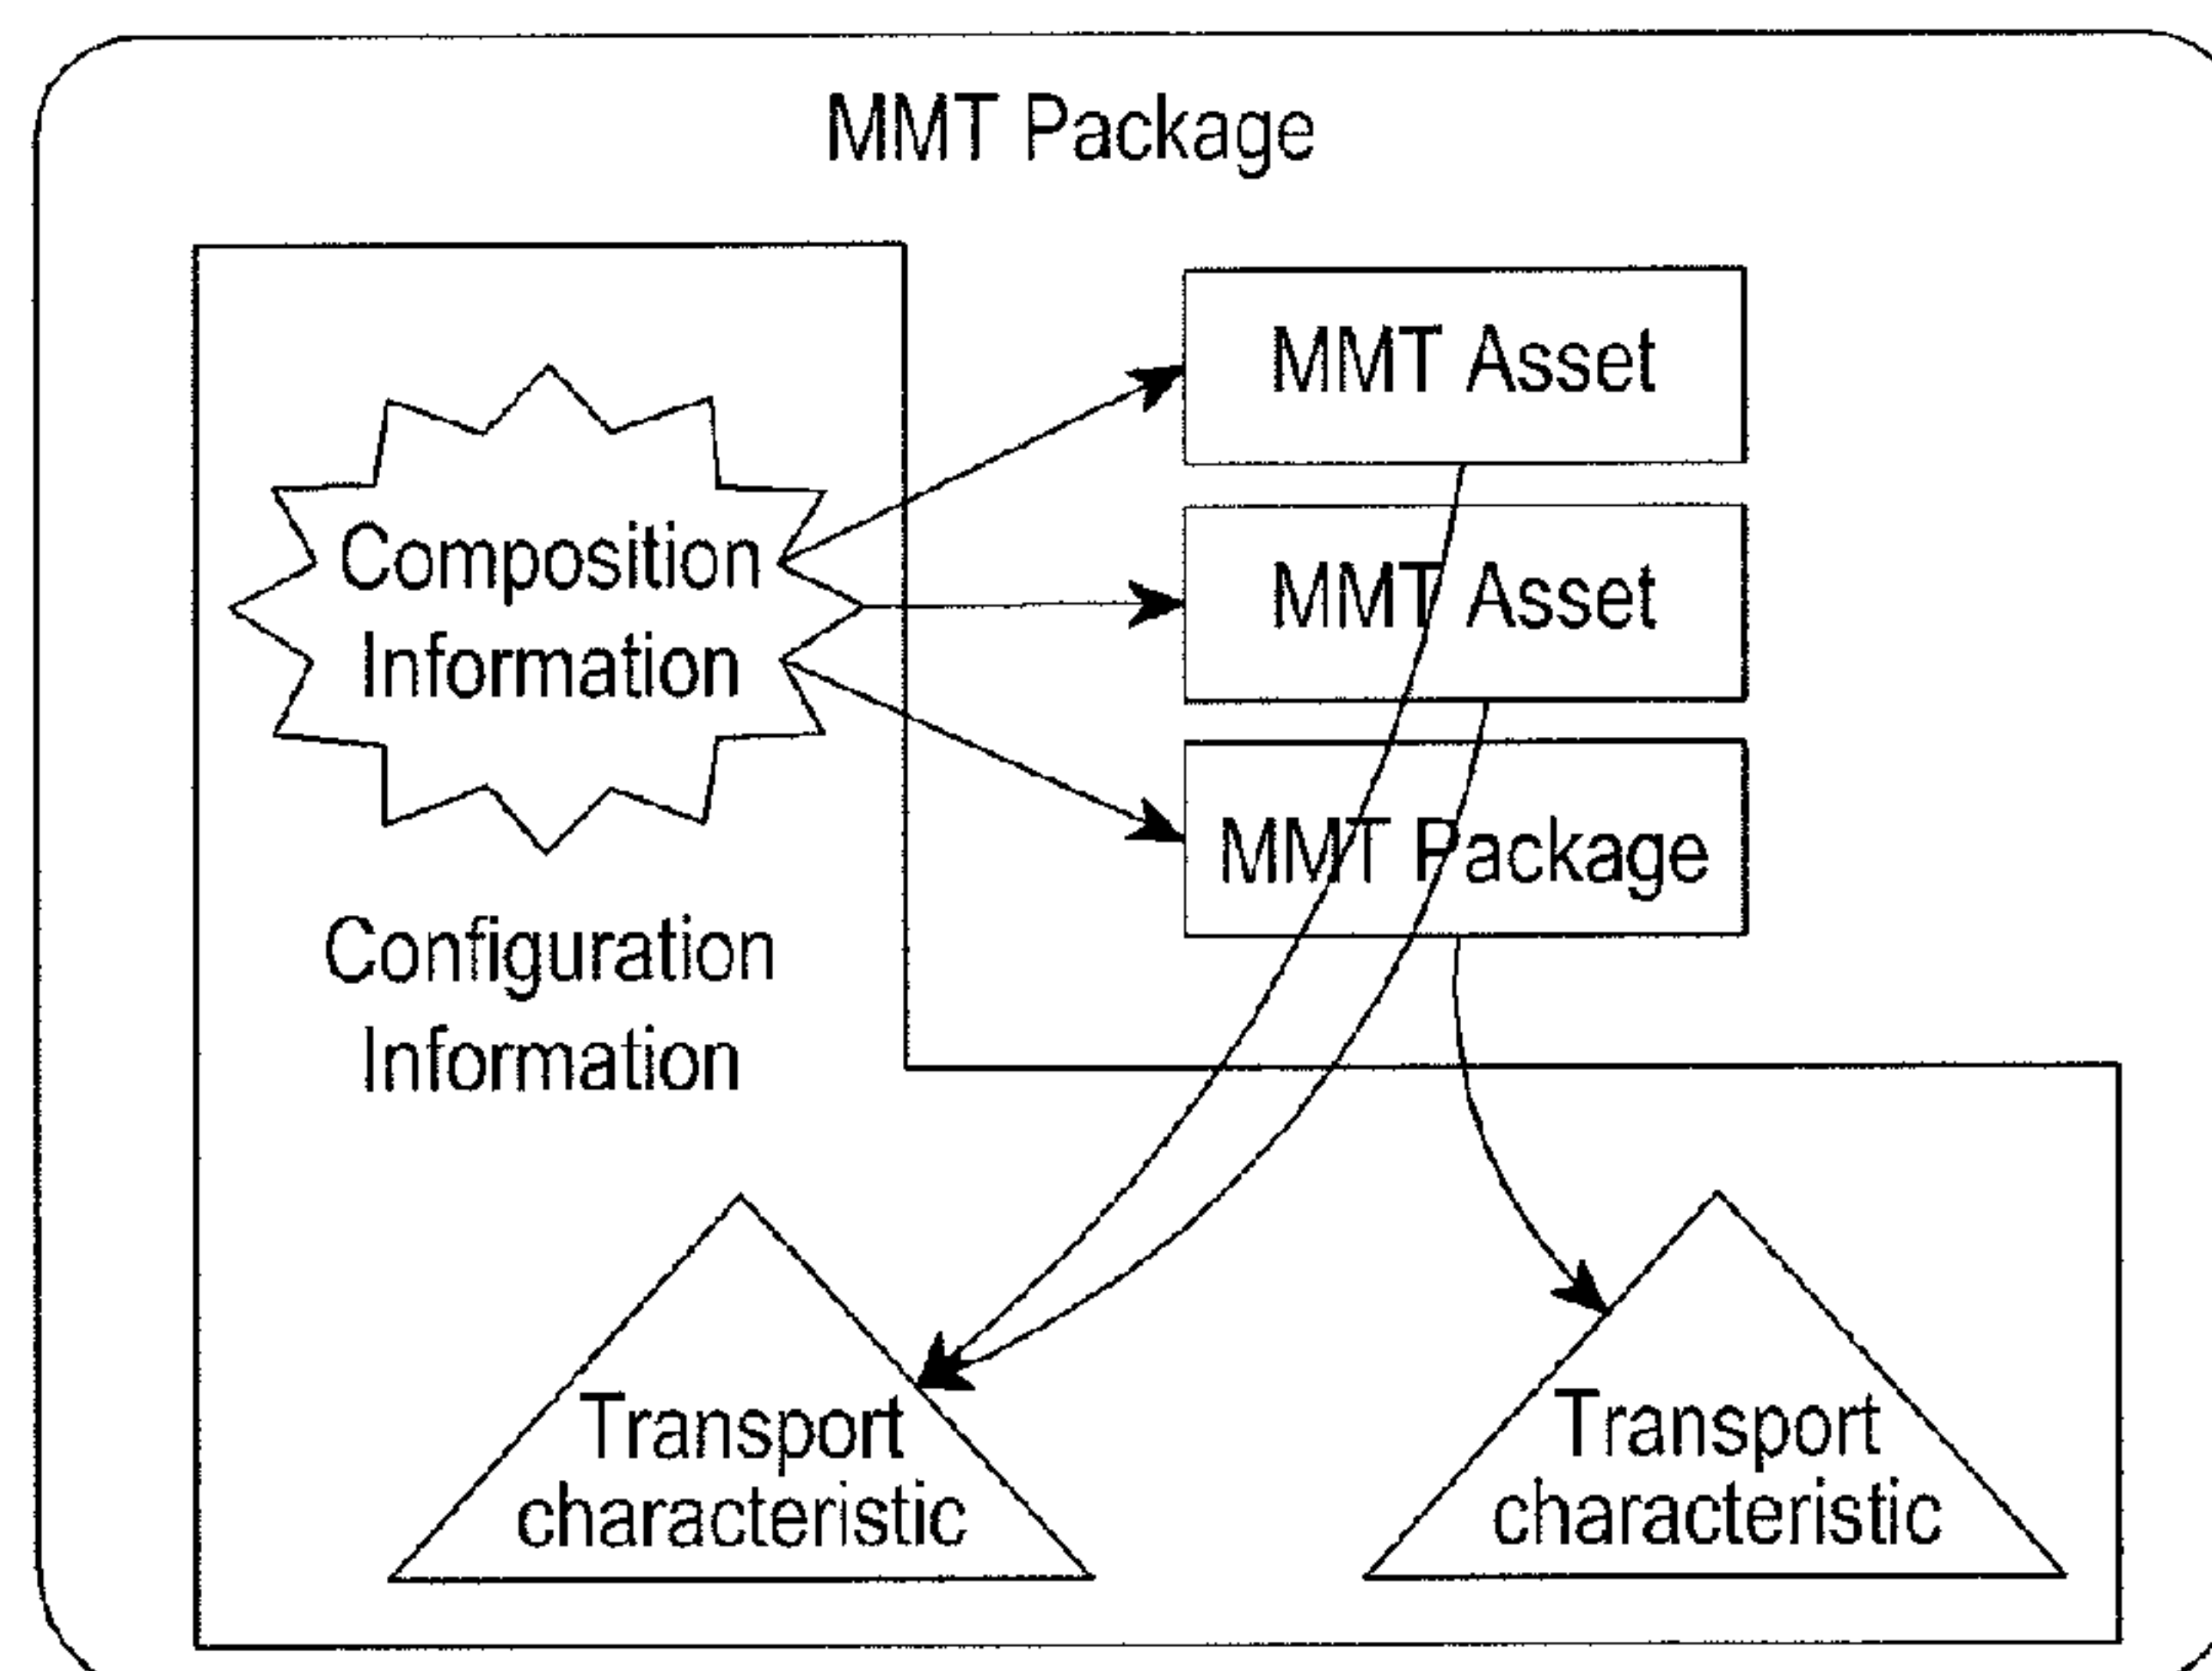 MMT Package
Composition
Information
Configuration
Information
MMT Asset
MMT Asset
MMT Package
Transport
characteristic
Transport
characteristic